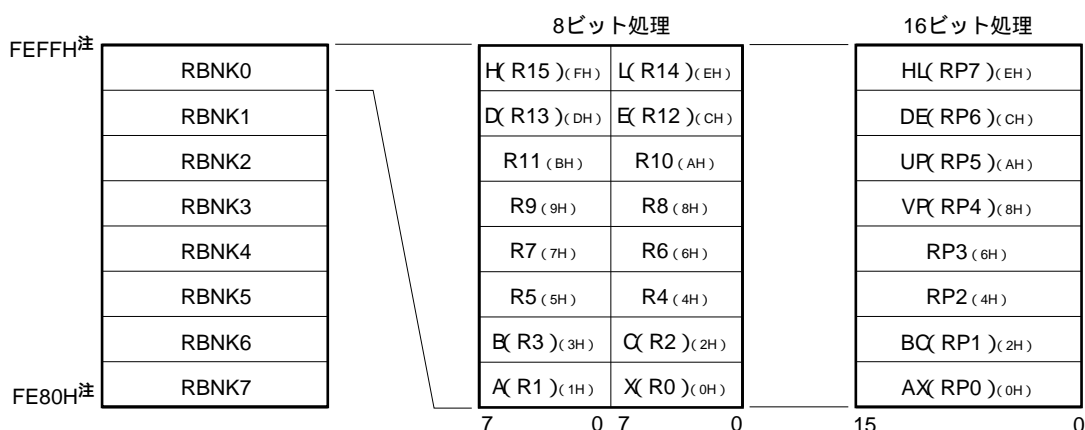 8ビット処理 16ビット処理
FEFFH注
RBNK0 H( R15 )( FH ) L( R14 )( EH ) HL( RP7 )( EH )
RBNK1 D( R13 )( DH ) E( R12 )( CH ) DE( RP6 )( CH )
RBNK2 R11 ( BH ) R10 ( AH ) UP( RP5 )( AH )
RBNK3 R9 ( 9H ) R8 ( 8H ) VP( RP4 )( 8H )
RBNK4 R7 ( 7H ) R6 ( 6H ) RP3 ( 6H )
RBNK5 R5 ( 5H ) R4 ( 4H ) RP2 ( 4H )
RBNK6 B( R3 )( 3H ) C( R2 )( 2H ) BC( RP1 )( 2H )
FE80H注 RBNK7 A( R1 )( 1H ) X( R0 )( 0H ) AX( RP0 )( 0H )
7 0 7 0 15 0